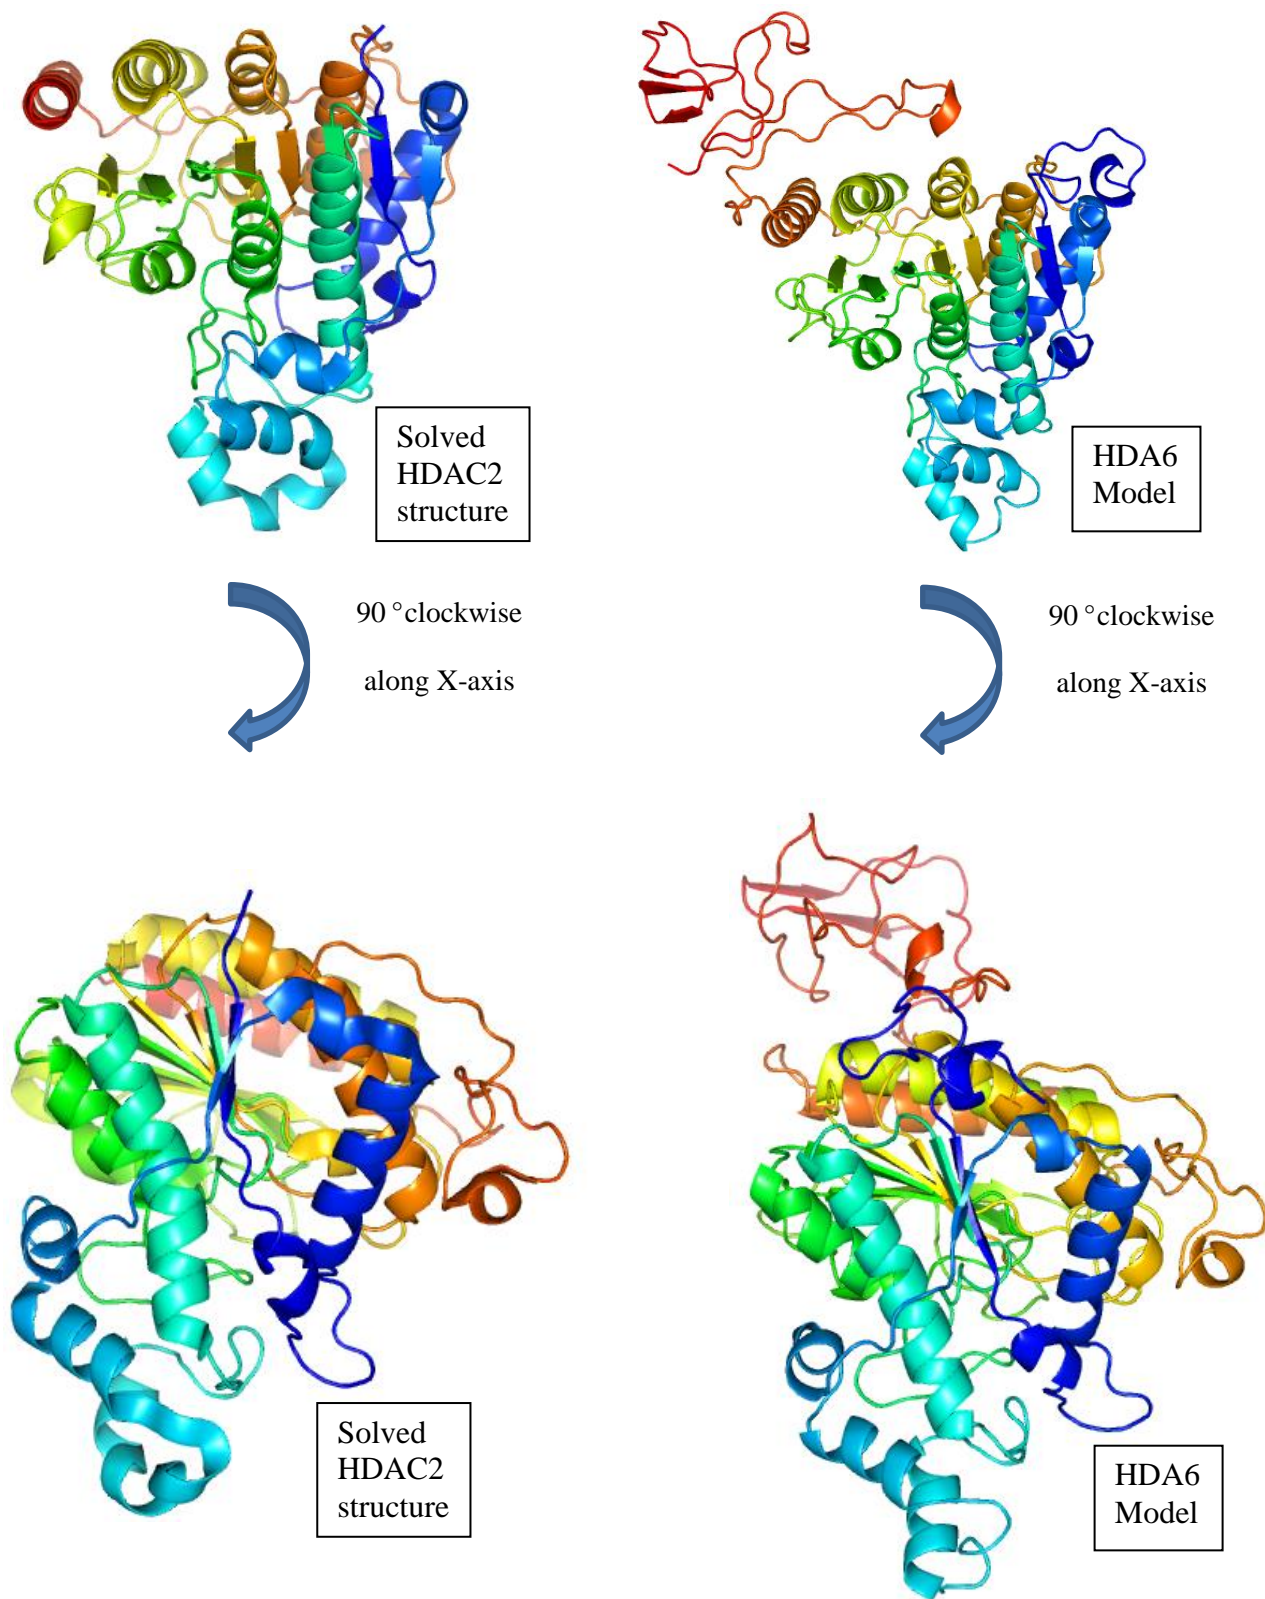 Solved
HDAC2
structure
HDA6
Model
90 °clockwise
along X-axis
90 °clockwise
along X-axis
Solved
HDAC2
structure
HDA6
Model